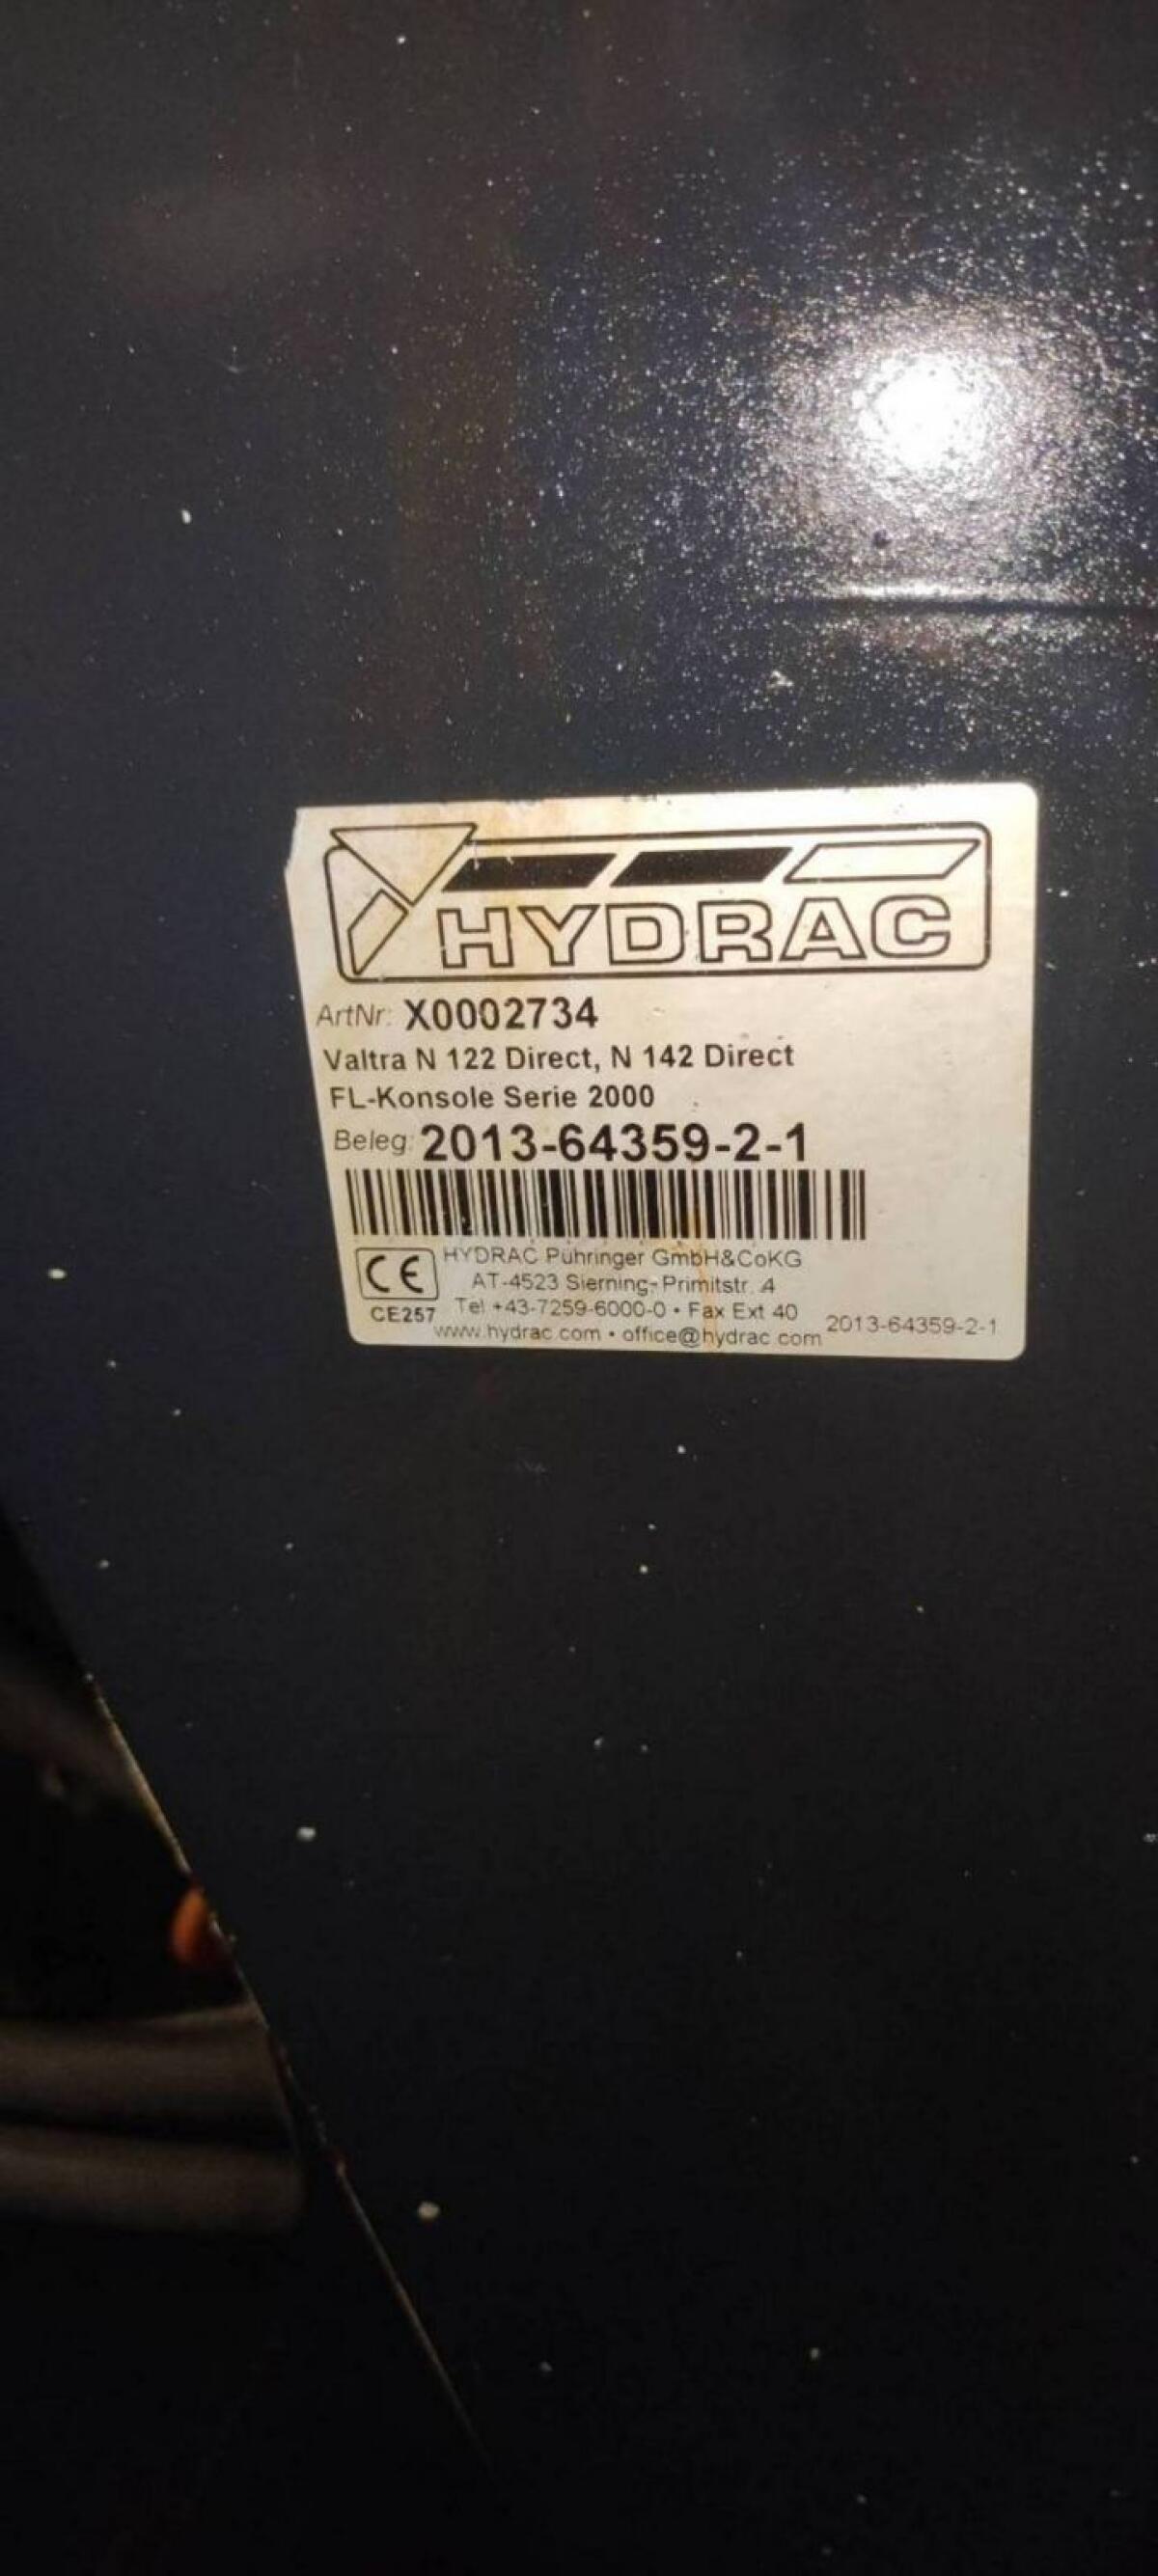 HYDRAC
ArtNr: X0002734
Valtra N 122 Direct, N 142 Direct
FL-Konsole Serie 2000
Beleg: 2013-64359-2-1
CE HYDRAC Pühringer GmbH&CoKG
AT-4523 Sierning-Primitstr. 4
CE257 Tel +43-7259-6000-0 • Fax Ext 40
www.hydrac.com • office@hydrac.com 2013-64359-2-1